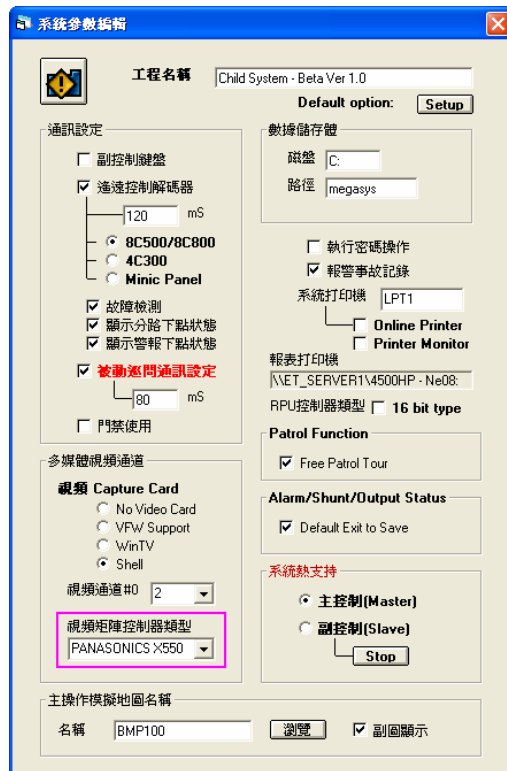 系統參數編輯
工程名稱 Child System - Beta Ver 1.0
Default option: Setup
通訊設定
副控制鍵盤
遙遠控制解碼器
120 mS
8C500/8C800
4C300
Minic Panel
故障檢測
顯示分路下點狀態
顯示警報下點狀態
被動巡問通訊設定
80 mS
門禁使用
數據儲存體
磁盤 C:
路徑 megasys
執行密碼操作
報警事故記錄
系統打印機 LPT1
Online Printer
Printer Monitor
報表打印機
\\ET_SERVER1\4500HP - Ne08:
RPU控制器類型 16 bit type
Patrol Function
Free Patrol Tour
Alarm/Shunt/Output Status
Default Exit to Save
多媒體視頻通道
視頻 Capture Card
No Video Card
VFW Support
WinTV
Shell
視頻通道#0 2
視頻矩陣控制器類型
PANASONICS X550
系統熱支持
主控制(Master)
副控制(Slave)
Stop
主操作模擬地圖名稱
名稱 BMP100 瀏覽 副圖顯示